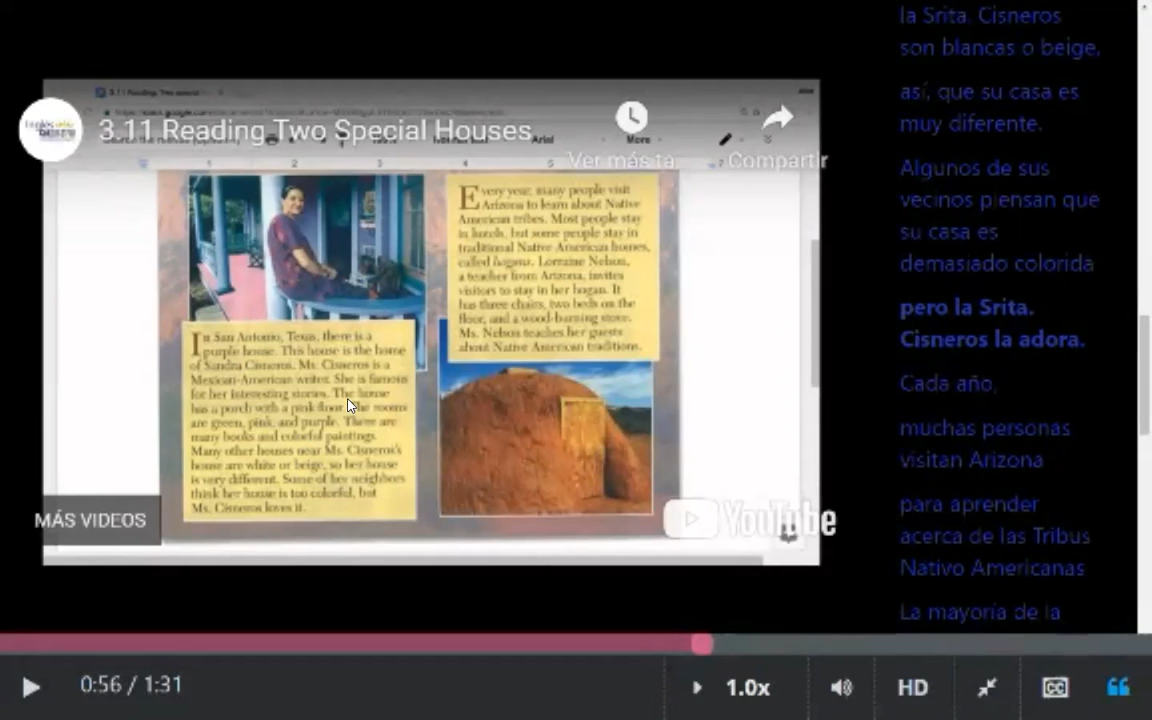 3.11 Reading Two Special Houses
Arial
More
Ver más ta
Compartir
In San Antonio, Texas, there is a
purple house. This house is the home
of Sandra Cisneros. Ms. Cisneros is a
Mexican-American writer. She is famous
for her interesting stories. The house
has a porch with a pink floor. The rooms
are green, pink, and purple. There are
many books and colorful paintings.
Many other houses near Ms. Cisneros's
house are white or beige, so her house
is very different. Some of her neighbors
think her house is too colorful, but
Ms. Cisneros loves it.
Every year, many people visit
Arizona to learn about Native
American tribes. Most people stay
in hotels, but some people stay in
traditional Native American homes,
called hogans. Lorraine Nelson,
a teacher from Arizona, invites
visitors to stay in her hogan. It
has three chairs, two beds on the
floor, and a wood-burning stove.
Ms. Nelson teaches her guests
about Native American traditions.
MÁS VIDEOS
YouTube
la Srita. Cisneros
son blancas o beige,
así, que su casa es
muy diferente.
Algunos de sus
vecinos piensan que
su casa es
demasiado colorida
pero la Srita.
Cisneros la adora.
Cada año,
muchas personas
visitan Arizona
para aprender
acerca de las Tribus
Nativo Americanas
La mayoría de la
0:56 / 1:31
1.0x
HD
CC